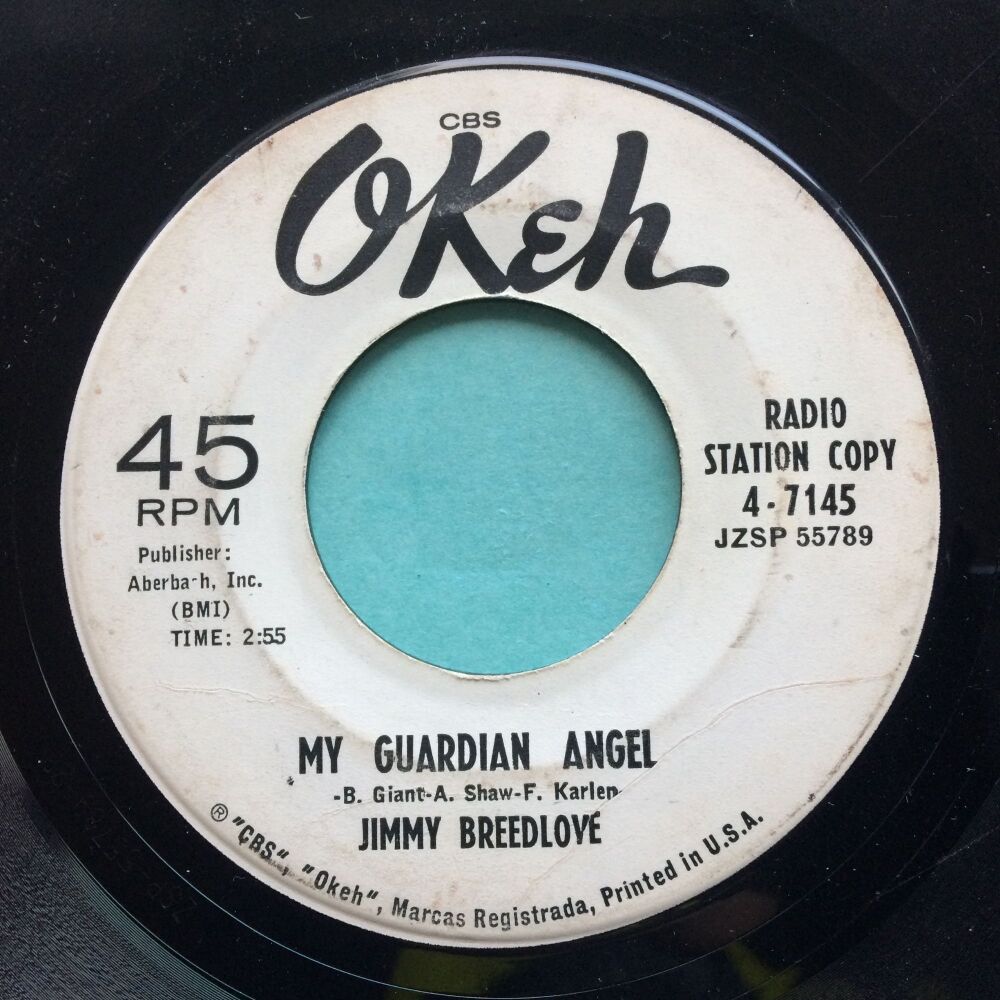 CBS
OKeh
45
RPM
Publisher:
Aberbach, Inc.
(BMI)
TIME: 2:55
RADIO
STATION COPY
4-7145
JZSP 55789
MY GUARDIAN ANGEL
-B. Giant-A. Shaw-F. Karlen-
JIMMY BREEDLOVE
® "CBS", "Okeh", Marcas Registrada, Printed in U.S.A.